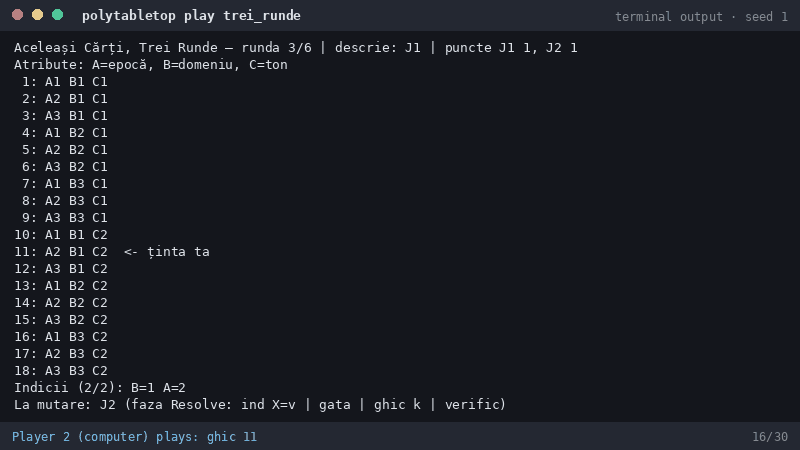 polytabletop play trei_runde
terminal output · seed 1
Aceleași Cărți, Trei Runde — runda 3/6 | descrie: J1 | puncte J1 1, J2 1
Atribute: A=epocă, B=domeniu, C=ton
1: A1 B1 C1
2: A2 B1 C1
3: A3 B1 C1
4: A1 B2 C1
5: A2 B2 C1
6: A3 B2 C1
7: A1 B3 C1
8: A2 B3 C1
9: A3 B3 C1
10: A1 B1 C2
11: A2 B1 C2 <- ținta ta
12: A3 B1 C2
13: A1 B2 C2
14: A2 B2 C2
15: A3 B2 C2
16: A1 B3 C2
17: A2 B3 C2
18: A3 B3 C2
Indicii (2/2): B=1 A=2
La mutare: J2 (faza Resolve: ind X=v | gata | ghic k | verific)
Player 2 (computer) plays: ghic 11
16/30